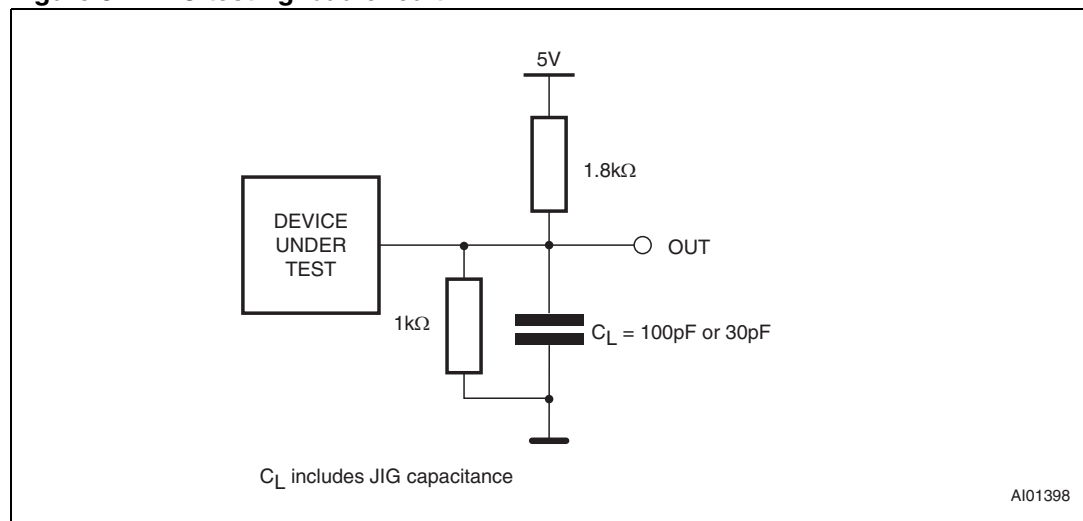 5V
1.8kΩ
DEVICE
UNDER
TEST
OUT
1kΩ
CL = 100pF or 30pF
CL includes JIG capacitance
AI01398